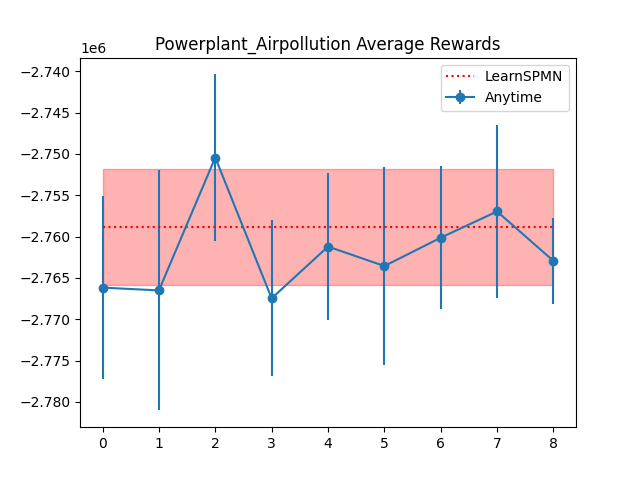 Powerplant_Airpollution Average Rewards
1e6
LearnSPMN
Anytime
−2.740
−2.745
−2.750
−2.755
−2.760
−2.765
−2.770
−2.775
−2.780
0 1 2 3 4 5 6 7 8